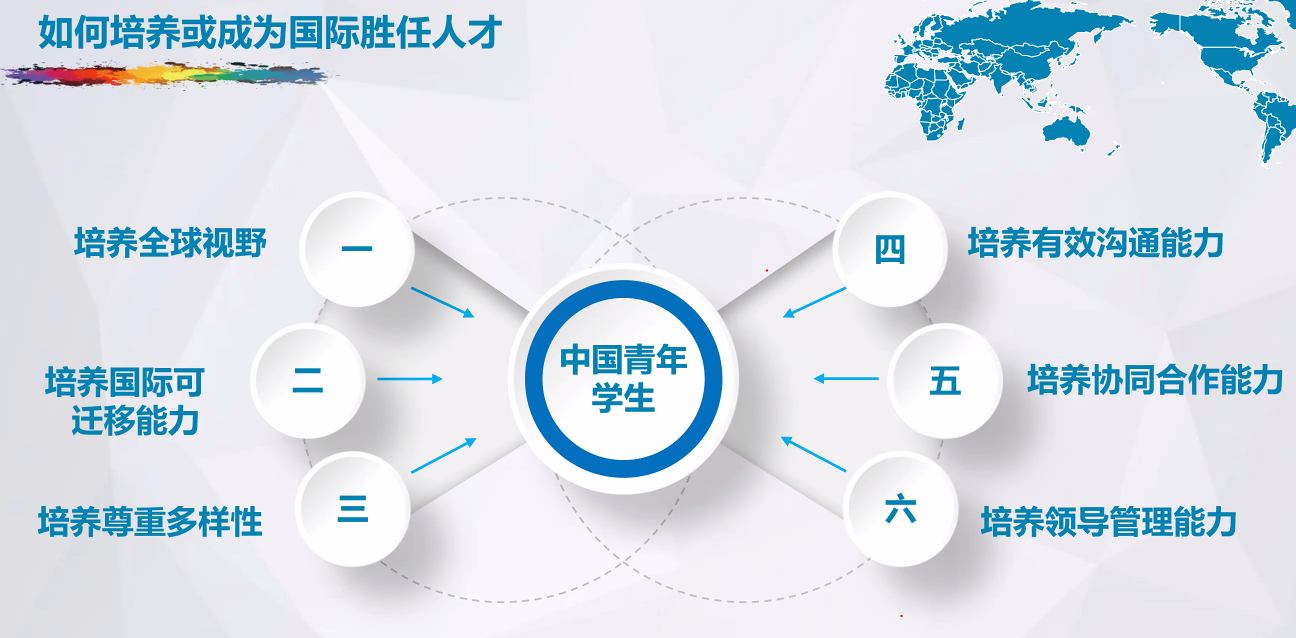 如何培养或成为国际胜任人才
一
培养全球视野
二
培养国际可
迁移能力
三
培养尊重多样性
中国青年
学生
四
培养有效沟通能力
五
培养协同合作能力
六
培养领导管理能力